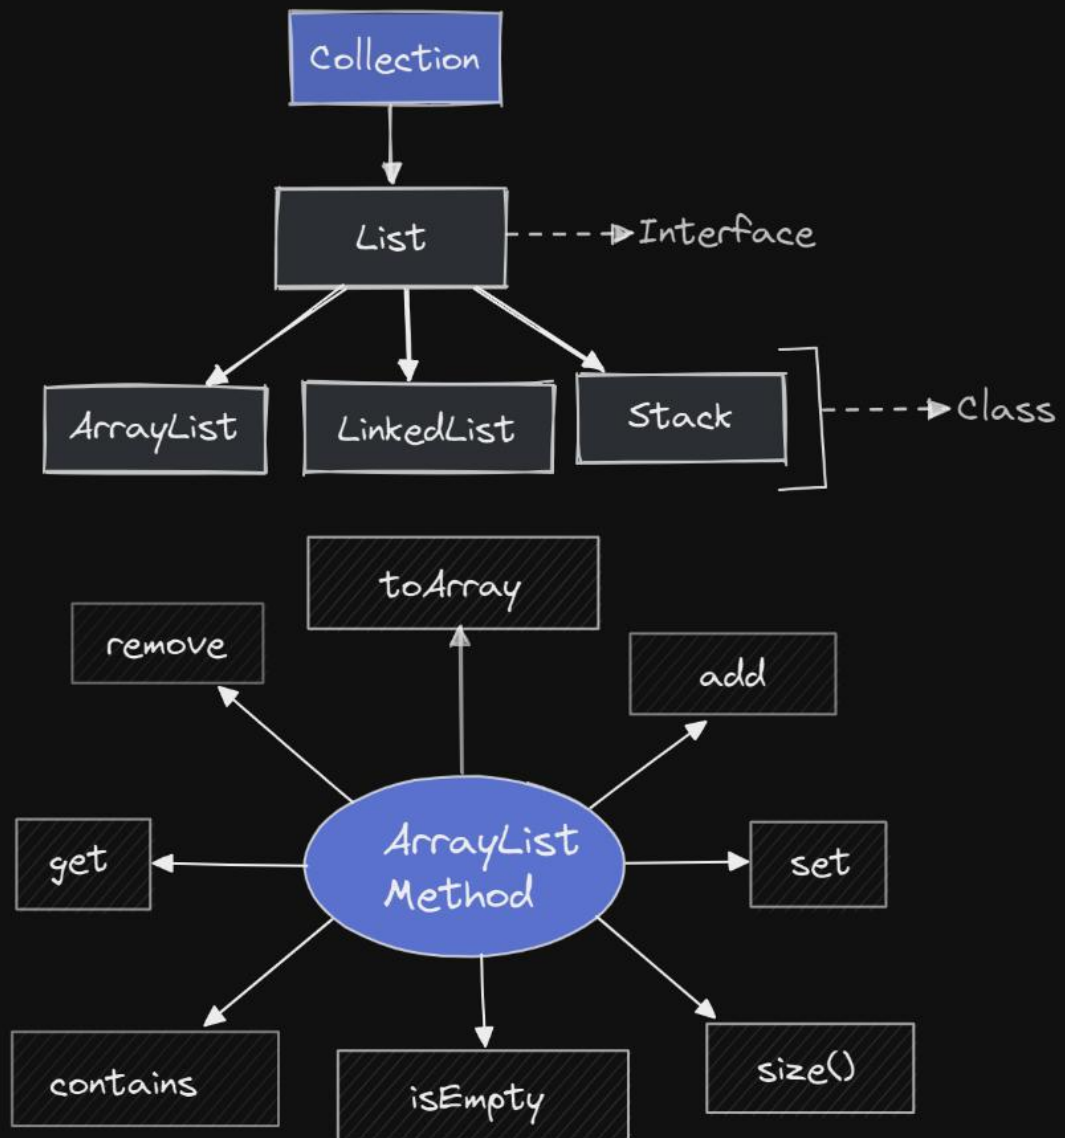 Collection
List
Interface
ArrayList
LinkedList
Stack
Class
toArray
remove
add
ArrayList
Method
get
set
contains
isEmpty
size()